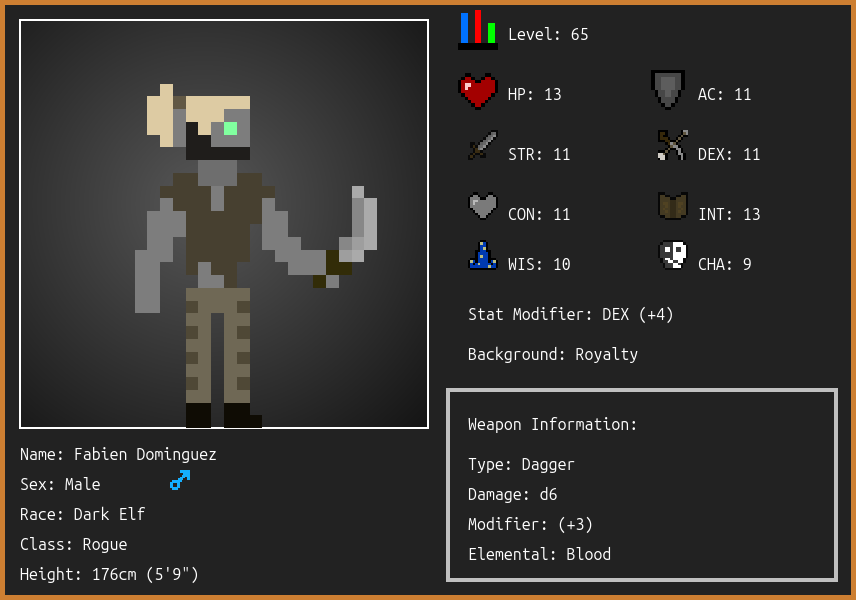 Level: 65
HP: 13
AC: 11
STR: 11
DEX: 11
CON: 11
INT: 13
WIS: 10
CHA: 9
Stat Modifier: DEX (+4)
Background: Royalty
Weapon Information:
Type: Dagger
Damage: d6
Modifier: (+3)
Elemental: Blood
Name: Fabien Dominguez
Sex: Male
Race: Dark Elf
Class: Rogue
Height: 176cm (5'9")